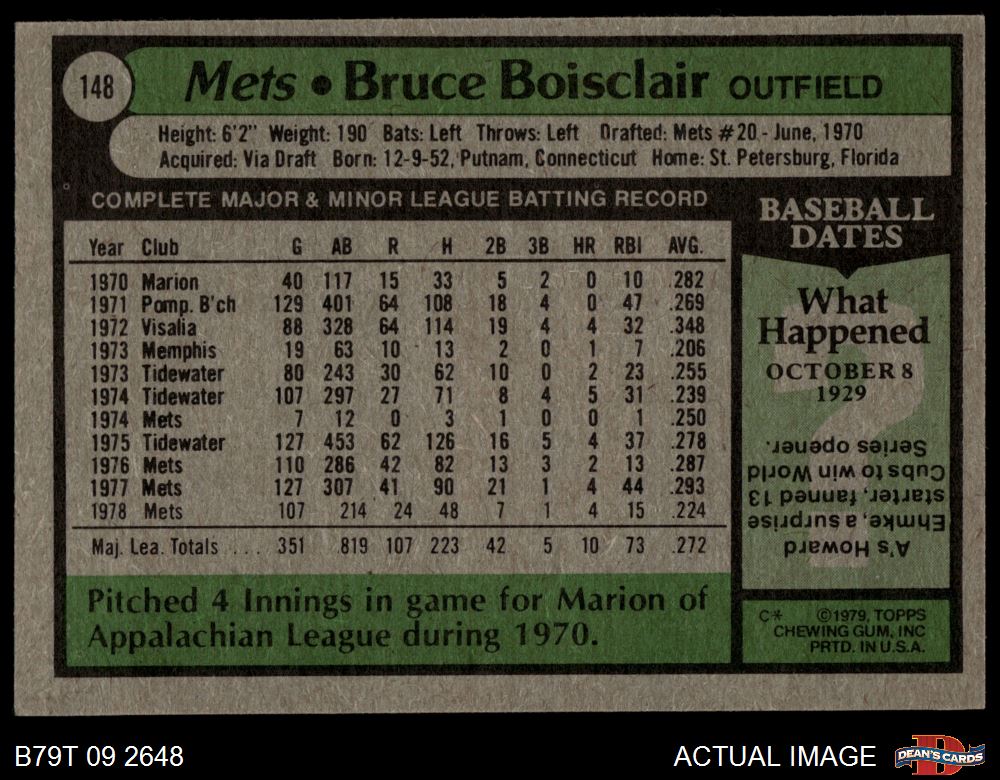 148
Mets • Bruce Boisclair OUTFIELD
Height: 6'2" Weight: 190 Bats: Left Throws: Left Drafted: Mets #20 - June, 1970
Acquired: Via Draft Born: 12-9-52, Putnam, Connecticut Home: St. Petersburg, Florida
COMPLETE MAJOR & MINOR LEAGUE BATTING RECORD
Year Club G AB R H 2B 3B HR RBI AVG.
1970 Marion 40 117 15 33 5 2 0 10 .282
1971 Pomp. B'ch 129 401 64 108 18 4 0 47 .269
1972 Visalia 88 328 64 114 19 4 4 32 .348
1973 Memphis 19 63 10 13 2 0 1 7 .206
1973 Tidewater 80 243 30 62 10 0 2 23 .255
1974 Tidewater 107 297 27 71 8 4 5 31 .239
1974 Mets 7 12 0 3 1 0 0 1 .250
1975 Tidewater 127 453 62 126 16 5 4 37 .278
1976 Mets 110 286 42 82 13 3 2 13 .287
1977 Mets 127 307 41 90 21 1 4 44 .293
1978 Mets 107 214 24 48 7 1 4 15 .224
Maj. Lea. Totals ... 351 819 107 223 42 5 10 73 .272
Pitched 4 Innings in game for Marion of
Appalachian League during 1970.
BASEBALL
DATES
What
Happened
OCTOBER 8
1929
A's Howard
Ehmke, a surprise
starter, fanned 13
Cubs to win World
Series opener.
C* ©1979, TOPPS
CHEWING GUM, INC
PRTD. IN U.S.A.
B79T 09 2648
ACTUAL IMAGE
DEAN'S CARDS